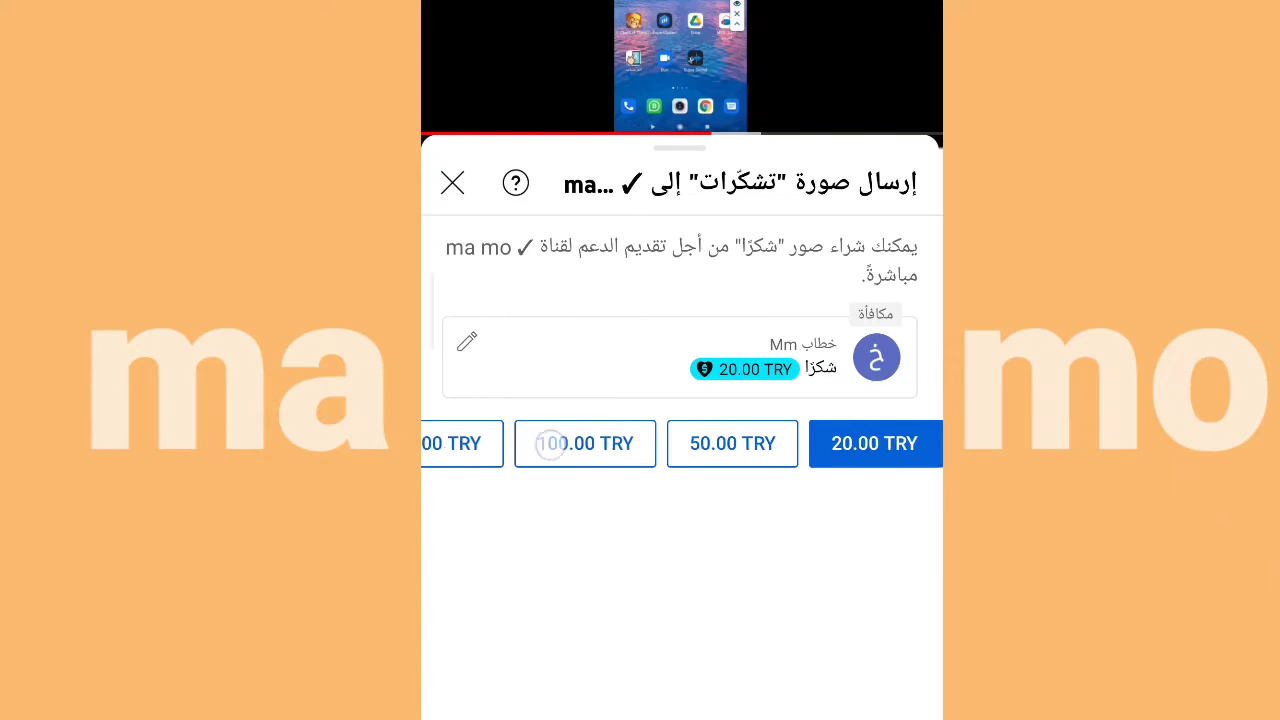 إرسال صورة "تشكّرات" إلى ✓ ma...
يمكنك شراء صور "شكرًا" من أجل تقديم الدعم لقناة ✓ ma mo
مباشرةً.
مكافأة
خ
خطاب Mm
شكرًا 20.00 TRY
20.00 TRY
50.00 TRY
100.00 TRY
00 TRY
ma
mo